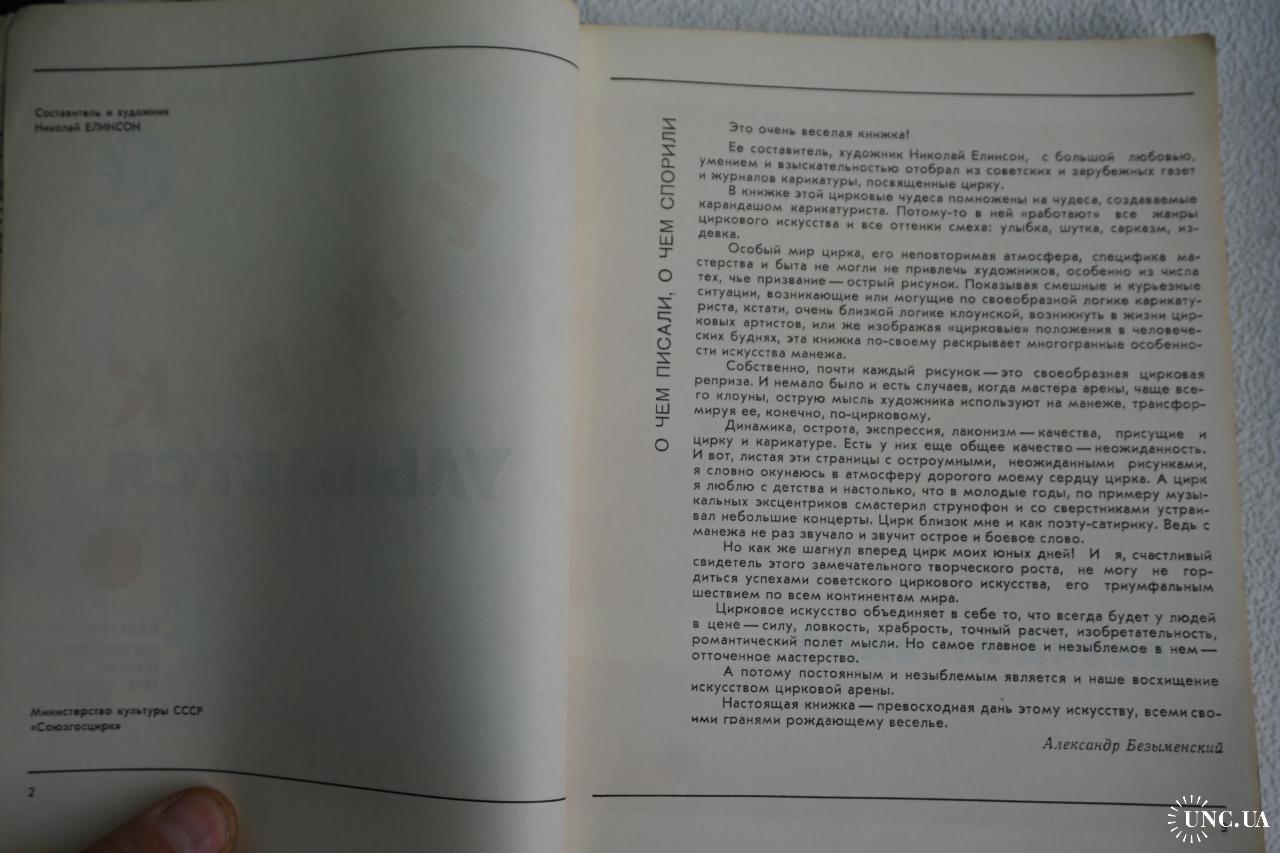 Составитель и художник
Николай ЕЛИНСОН
Министерство культуры СССР
«Союзгосцирк»
2
О ЧЕМ ПИСАЛИ, О ЧЕМ СПОРИЛИ
Это очень веселая книжка!
Ее составитель, художник Николай Елинсон, с большой любовью,
умением и взыскательностью отобрал из советских и зарубежных газет
и журналов карикатуры, посвященные цирку.
В книжке этой цирковые чудеса помножены на чудеса, создаваемые
карандашом карикатуриста. Потому-то в ней «работают» все жанры
циркового искусства и все оттенки смеха: улыбка, шутка, сарказм, из-
девка.
Особый мир цирка, его неповторимая атмосфера, специфика ма-
стерства и быта не могли не привлечь художников, особенно из числа
тех, чье призвание — острый рисунок. Показывая смешные и курьезные
ситуации, возникающие или могущие по своеобразной логике карикату-
риста, кстати, очень близкой логике клоунской, возникнуть в жизни цир-
ковых артистов, или же изображая «цирковые» положения в человече-
ских буднях, эта книжка по-своему раскрывает многогранные особенно-
сти искусства манежа.
Собственно, почти каждый рисунок — это своеобразная цирковая
реприза. И немало было и есть случаев, когда мастера арены, чаще все-
го клоуны, острую мысль художника используют на манеже, трансфор-
мируя ее, конечно, по-цирковому.
Динамика, острота, экспрессия, лаконизм — качества, присущие и
цирку и карикатуре. Есть у них еще общее качество — неожиданность.
И вот, листая эти страницы с остроумными, неожиданными рисунками,
я словно окунаюсь в атмосферу дорогого моему сердцу цирка. А цирк
я люблю с детства и настолько, что в молодые годы, по примеру музы-
кальных эксцентриков смастерил струнофон и со сверстниками устраи-
вал небольшие концерты. Цирк близок мне и как поэту-сатирику. Ведь с
манежа не раз звучало и звучит острое и боевое слово.
Но как же шагнул вперед цирк моих юных дней! И я, счастливый
свидетель этого замечательного творческого роста, не могу не гор-
диться успехами советского циркового искусства, его триумфальным
шествием по всем континентам мира.
Цирковое искусство объединяет в себе то, что всегда будет у людей
в цене — силу, ловкость, храбрость, точный расчет, изобретательность,
романтический полет мысли. Но самое главное и незыблемое в нем —
отточенное мастерство.
А потому постоянным и незыблемым является и наше восхищение
искусством цирковой арены.
Настоящая книжка — превосходная дань этому искусству, всеми сво-
ими гранями рождающему веселье.
Александр Безыменский
UNC.UA